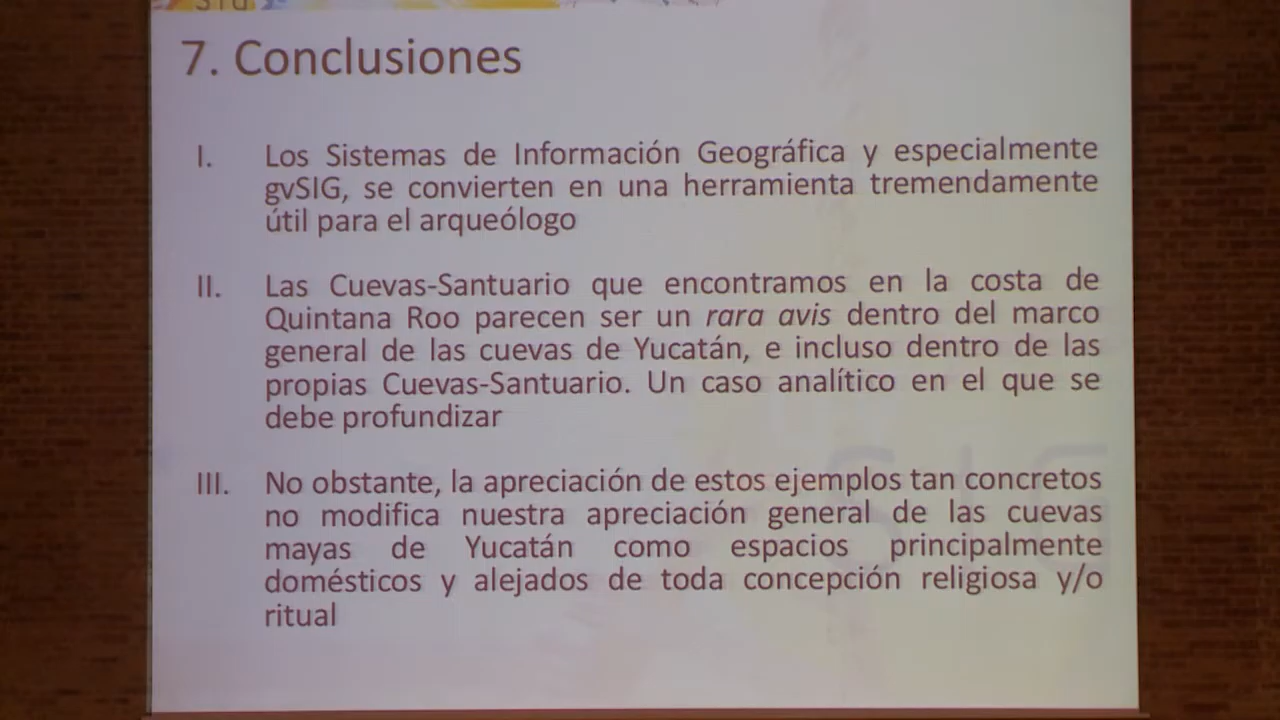 7. Conclusiones
I. Los Sistemas de Información Geográfica y especialmente
gvSIG, se convierten en una herramienta tremendamente
útil para el arqueólogo
II. Las Cuevas-Santuario que encontramos en la costa de
Quintana Roo parecen ser un rara avis dentro del marco
general de las cuevas de Yucatán, e incluso dentro de las
propias Cuevas-Santuario. Un caso analítico en el que se
debe profundizar
III. No obstante, la apreciación de estos ejemplos tan concretos
no modifica nuestra apreciación general de las cuevas
mayas de Yucatán como espacios principalmente
domésticos y alejados de toda concepción religiosa y/o
ritual
SIG